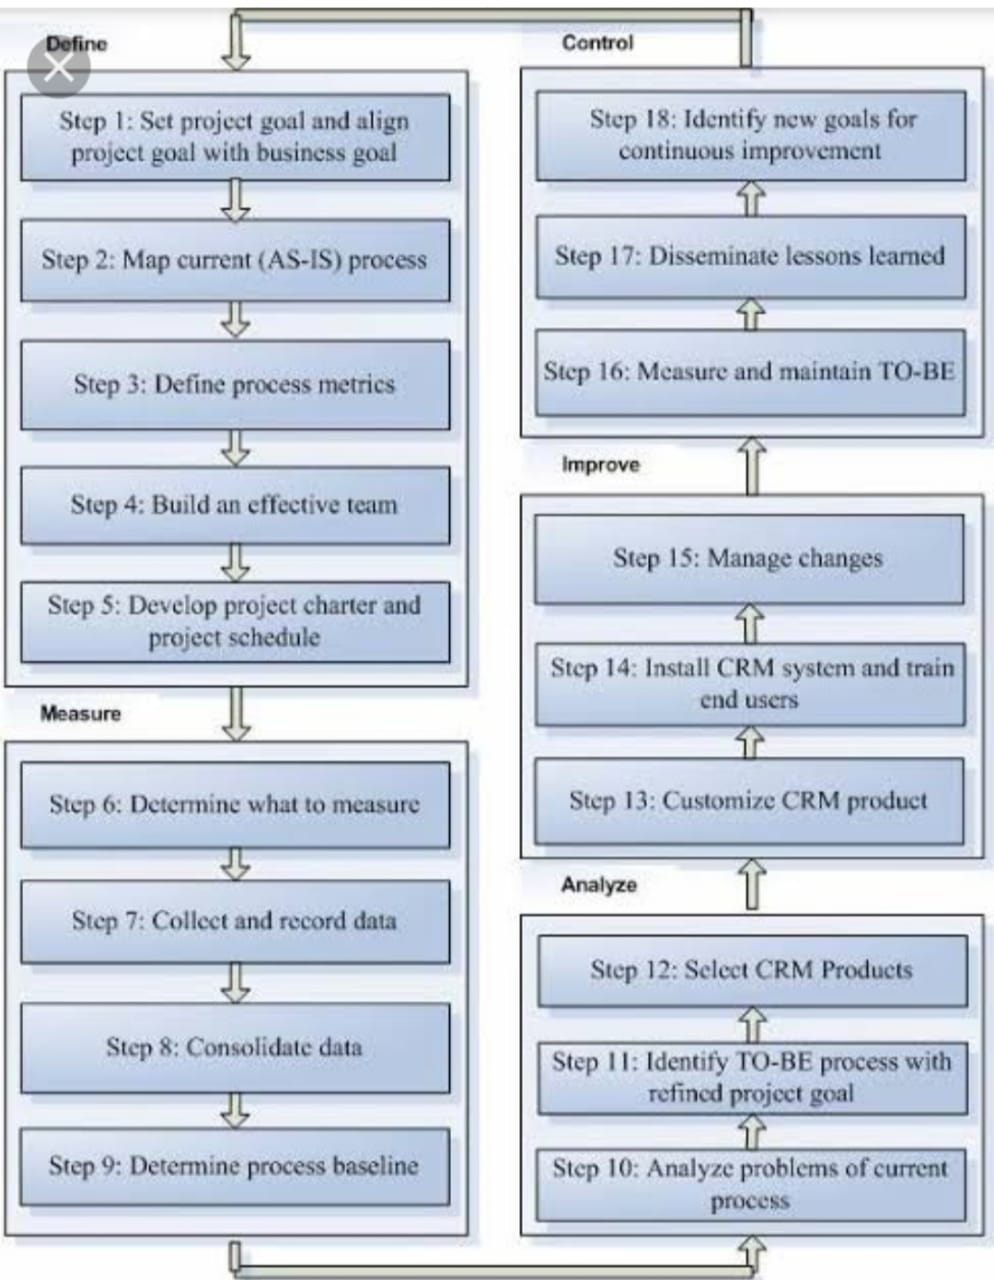 Define
Step 1: Set project goal and align
project goal with business goal
Step 2: Map current (AS-IS) process
Step 3: Define process metrics
Step 4: Build an effective team
Step 5: Develop project charter and
project schedule
Measure
Step 6: Determine what to measure
Step 7: Collect and record data
Step 8: Consolidate data
Step 9: Determine process baseline
Control
Step 18: Identify new goals for
continuous improvement
Step 17: Disseminate lessons learned
Step 16: Measure and maintain TO-BE
Improve
Step 15: Manage changes
Step 14: Install CRM system and train
end users
Step 13: Customize CRM product
Analyze
Step 12: Select CRM Products
Step 11: Identify TO-BE process with
refined project goal
Step 10: Analyze problems of current
process